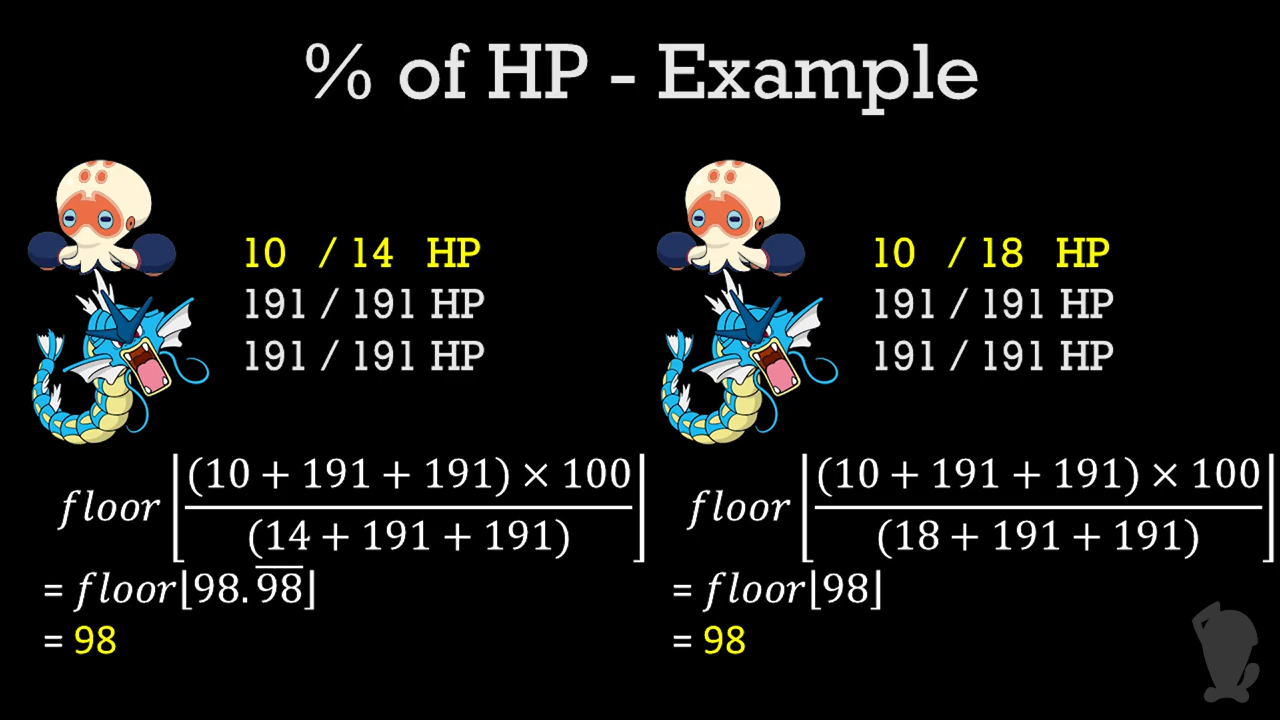 % of HP - Example
10 / 14 HP
191 / 191 HP
191 / 191 HP
floor⌊(10 + 191 + 191) × 100
(14 + 191 + 191)⌋
= floor⌊98.9̅8̅⌋
= 98
10 / 18 HP
191 / 191 HP
191 / 191 HP
floor⌊(10 + 191 + 191) × 100
(18 + 191 + 191)⌋
= floor⌊98⌋
= 98